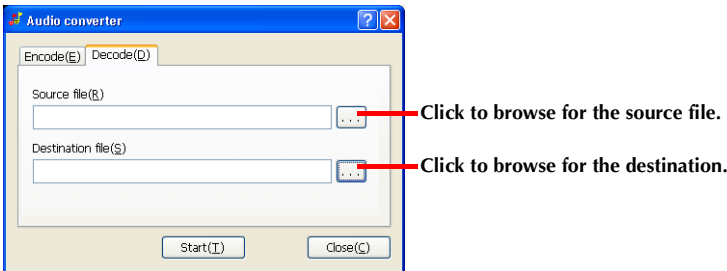 Audio converter
Encode(E) Decode(D)
Source file(R)
... Click to browse for the source file.
Destination file(S)
... Click to browse for the destination.
Start(T) Close(C)